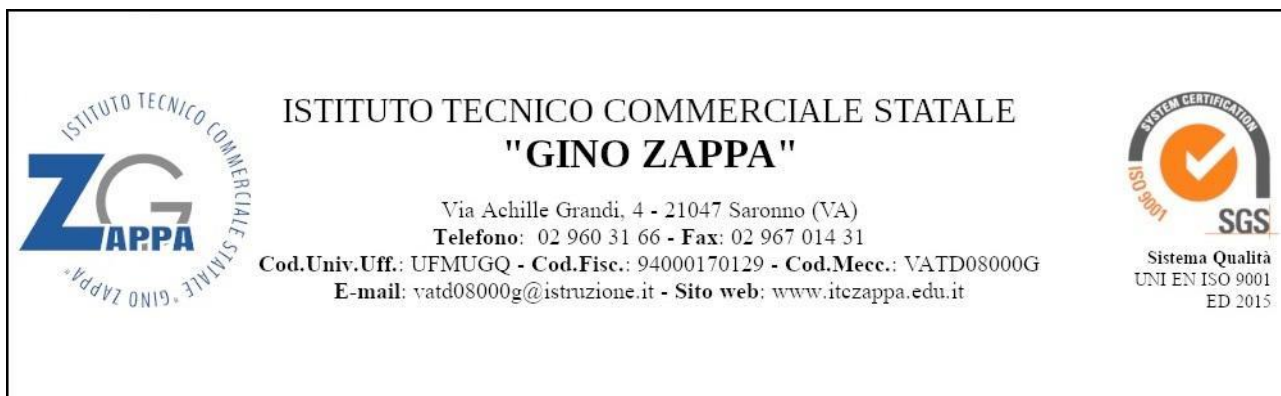 ISTITUTO TECNICO COMMERCIALE STATALE "GINO ZAPPA"
ZG
APPA
ISTITUTO TECNICO COMMERCIALE STATALE
"GINO ZAPPA"
Via Achille Grandi, 4 - 21047 Saronno (VA)
Telefono: 02 960 31 66 - Fax: 02 967 014 31
Cod.Univ.Uff.: UFMUGQ - Cod.Fisc.: 94000170129 - Cod.Mecc.: VATD08000G
E-mail: vatd08000g@istruzione.it - Sito web: www.itczappa.edu.it
SYSTEM CERTIFICATION
ISO 9001
SGS
Sistema Qualità
UNI EN ISO 9001
ED 2015